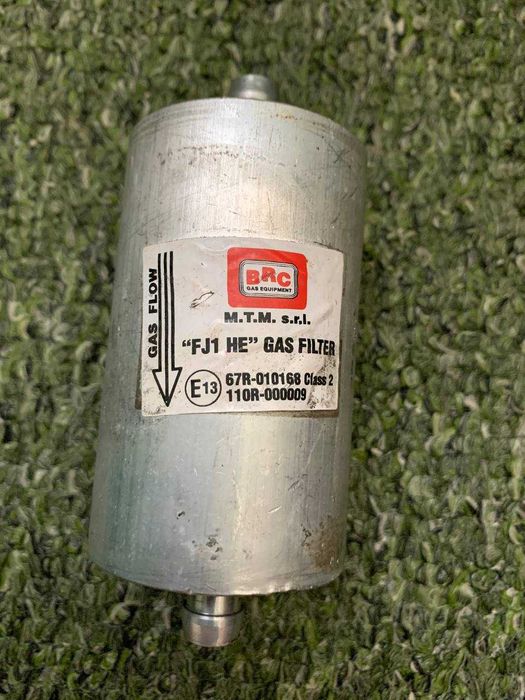 GAS FLOW
BRC
GAS EQUIPMENT
M.T.M. s.r.l.
"FJ1 HE" GAS FILTER
E13 67R-010168 Class 2
110R-000009